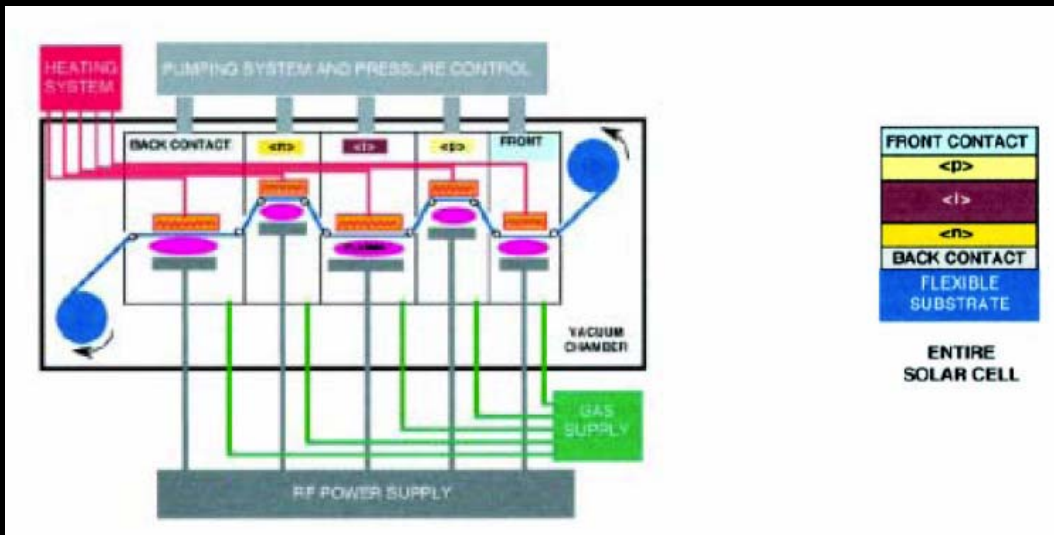 HEATING
SYSTEM
PUMPING SYSTEM AND PRESSURE CONTROL
BACK CONTACT
<n>
<i>
<p>
FRONT
PLASMA
VACUUM
CHAMBER
GAS
SUPPLY
RF POWER SUPPLY
FRONT CONTACT
<p>
<i>
<n>
BACK CONTACT
FLEXIBLE
SUBSTRATE
ENTIRE
SOLAR CELL